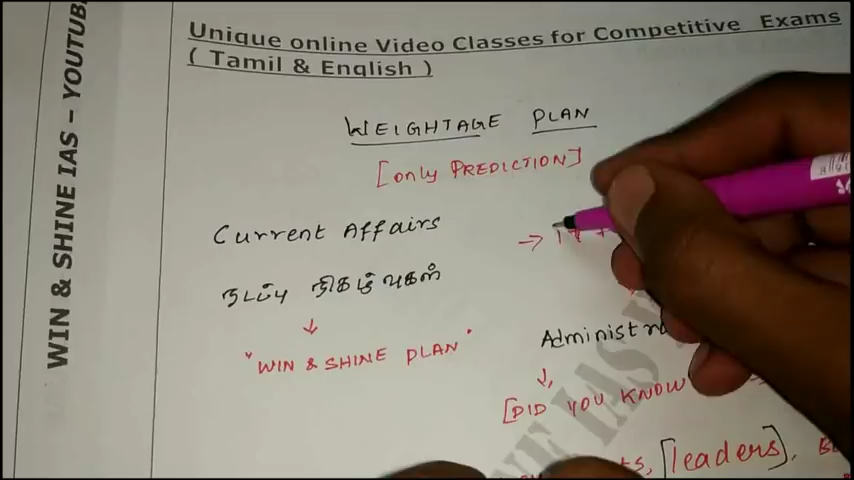 Unique online Video Classes for Competitive Exams
( Tamil & English )
WIN & SHINE IAS – YOUTUB
WEIGHTAGE PLAN
[only PREDICTION]
Current Affairs →
நடப்பு நிகழ்வுகள்
↓
"WIN & SHINE PLAN"
Administra
↓
[DID YOU KNOW
[leaders],